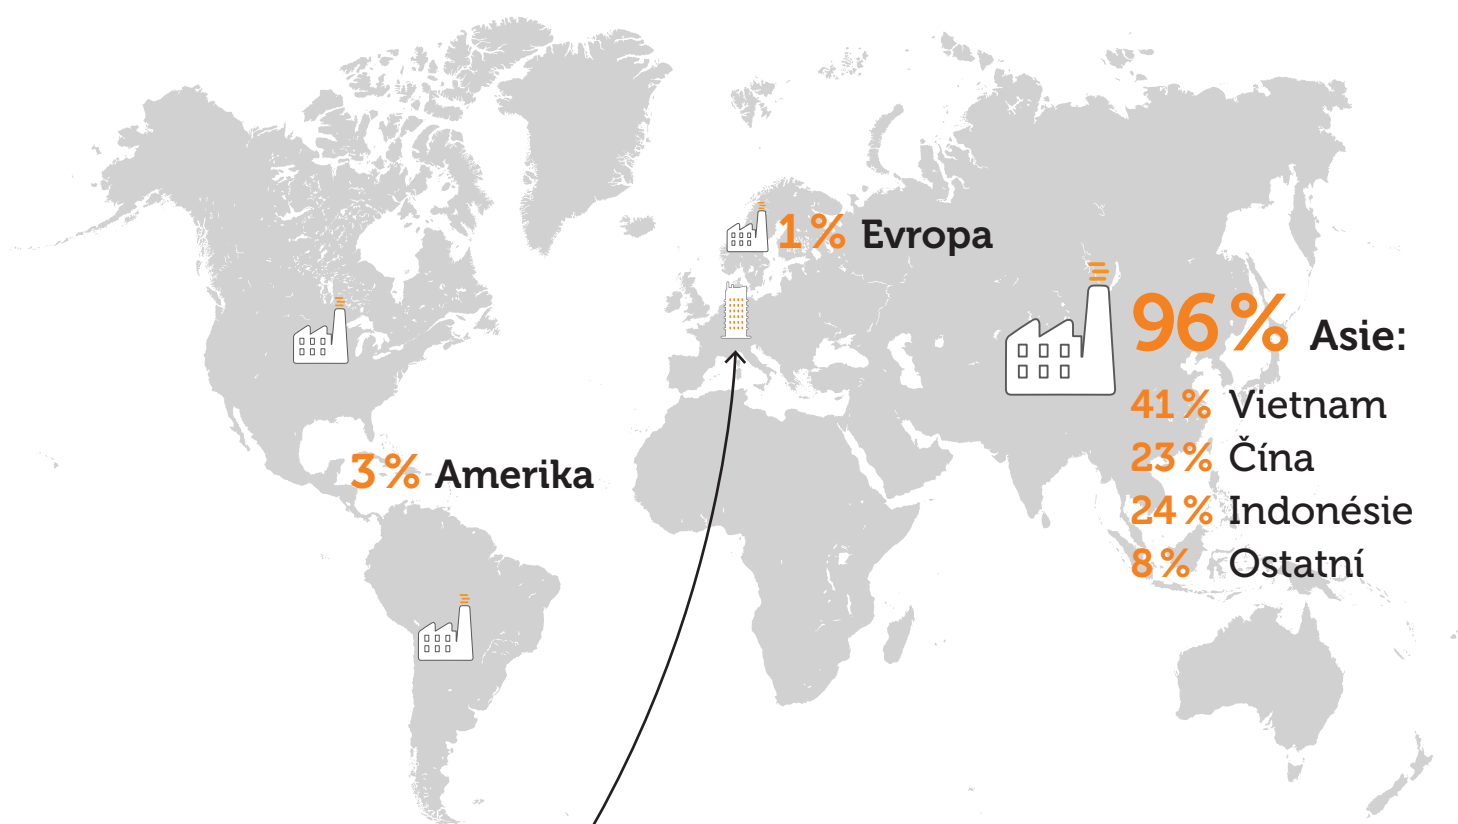 1 % Evropa
96 % Asie:
41 % Vietnam
23 % Čína
24 % Indonésie
8 % Ostatní
3 % Amerika